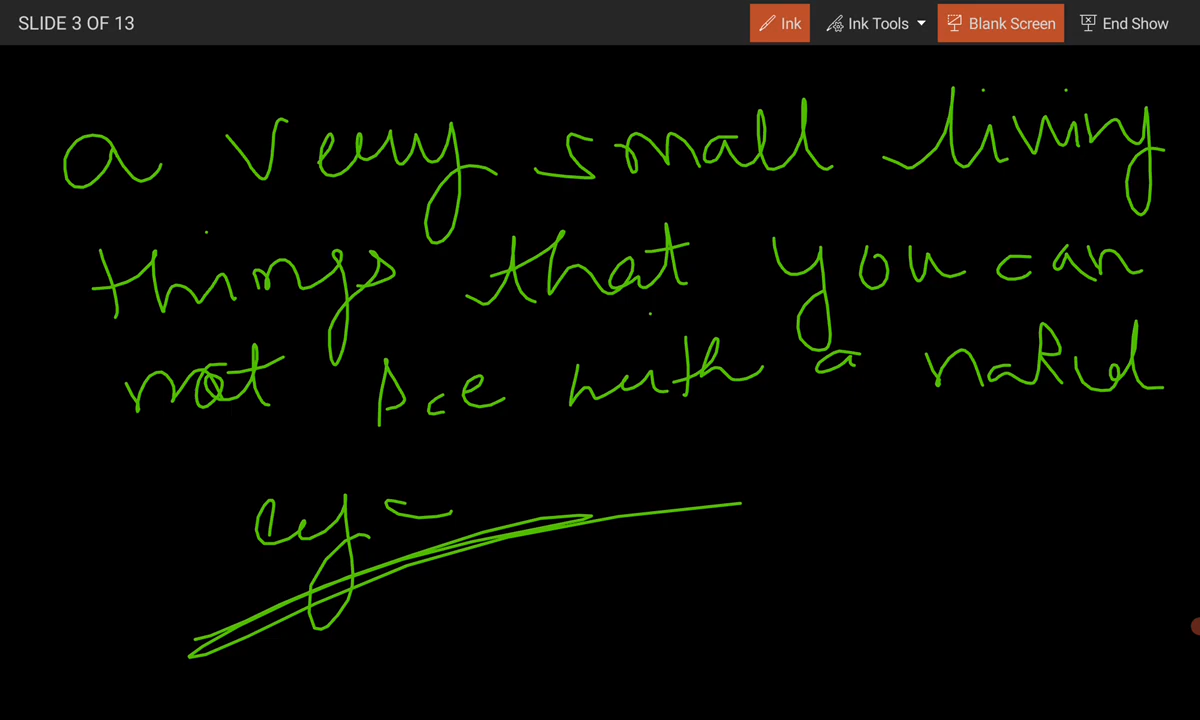 SLIDE 3 OF 13 Ink Ink Tools Blank Screen End Show
a very small living
things that you can
not see with a naked
eye